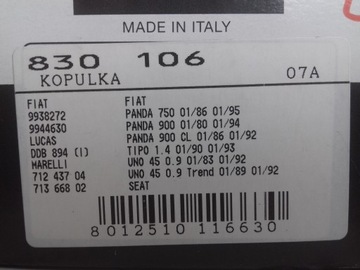 MADE IN ITALY
830 106
KOPULKA
07A
FIAT
9938272
9944630
LUCAS
DDB 894 (I)
MARELLI
712 437 04
713 668 02
FIAT
PANDA 750 01/86 01/95
PANDA 900 01/80 01/94
PANDA 900 CL 01/86 01/92
TIPO 1.4 01/90 01/93
UNO 45 0.9 01/83 01/92
UNO 45 0.9 Trend 01/89 01/92
SEAT
8012510 116630